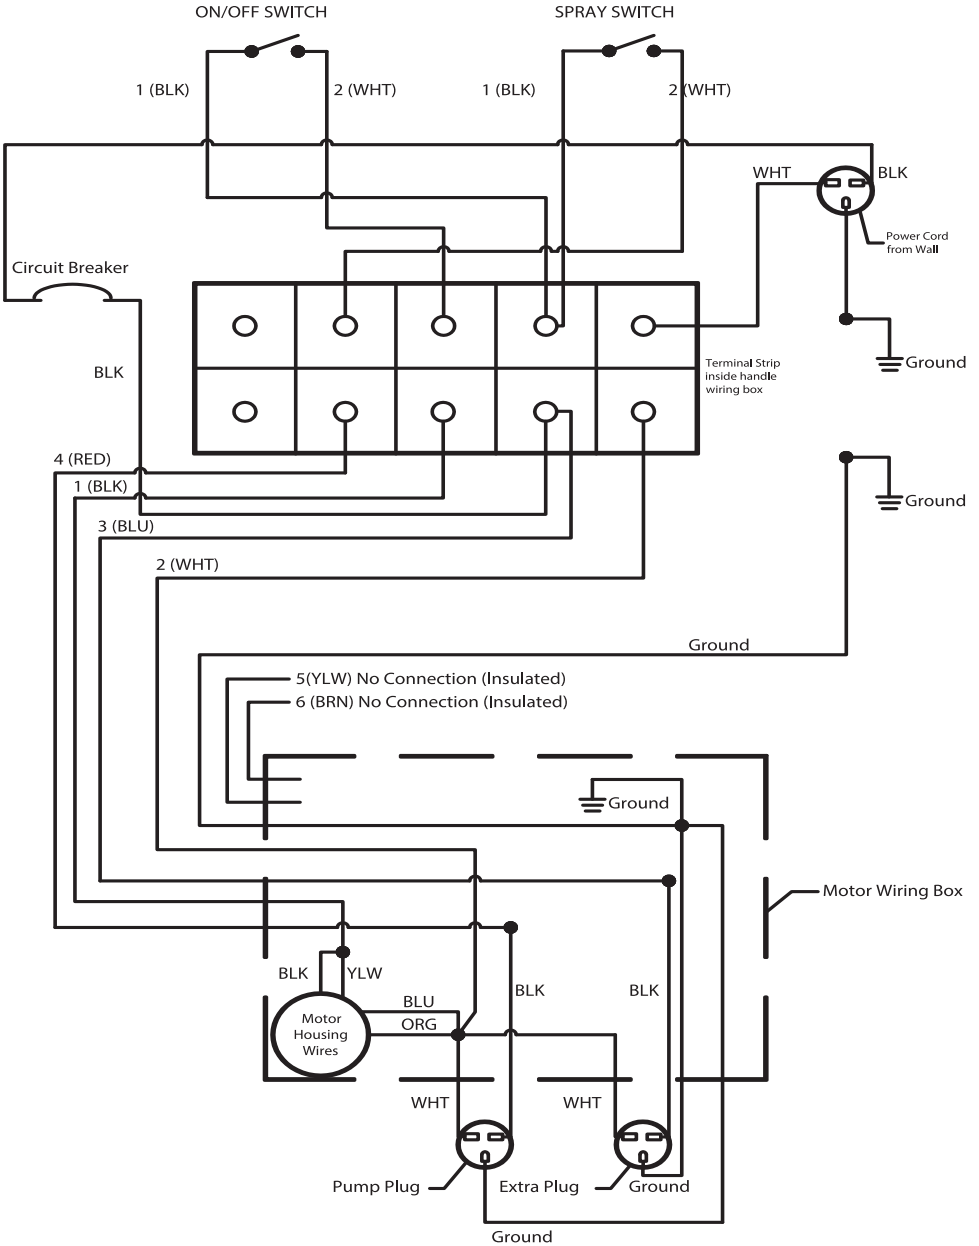 ON/OFF SWITCH
SPRAY SWITCH
1 (BLK)
2 (WHT)
1 (BLK)
2 (WHT)
WHT
BLK
Power Cord
from Wall
Circuit Breaker
BLK
Terminal Strip
inside handle
wiring box
Ground
4 (RED)
1 (BLK)
3 (BLU)
2 (WHT)
Ground
Ground
5(YLW) No Connection (Insulated)
6 (BRN) No Connection (Insulated)
Ground
Motor Wiring Box
BLK
YLW
BLU
ORG
Motor
Housing
Wires
BLK
BLK
WHT
WHT
Pump Plug
Extra Plug
Ground
Ground